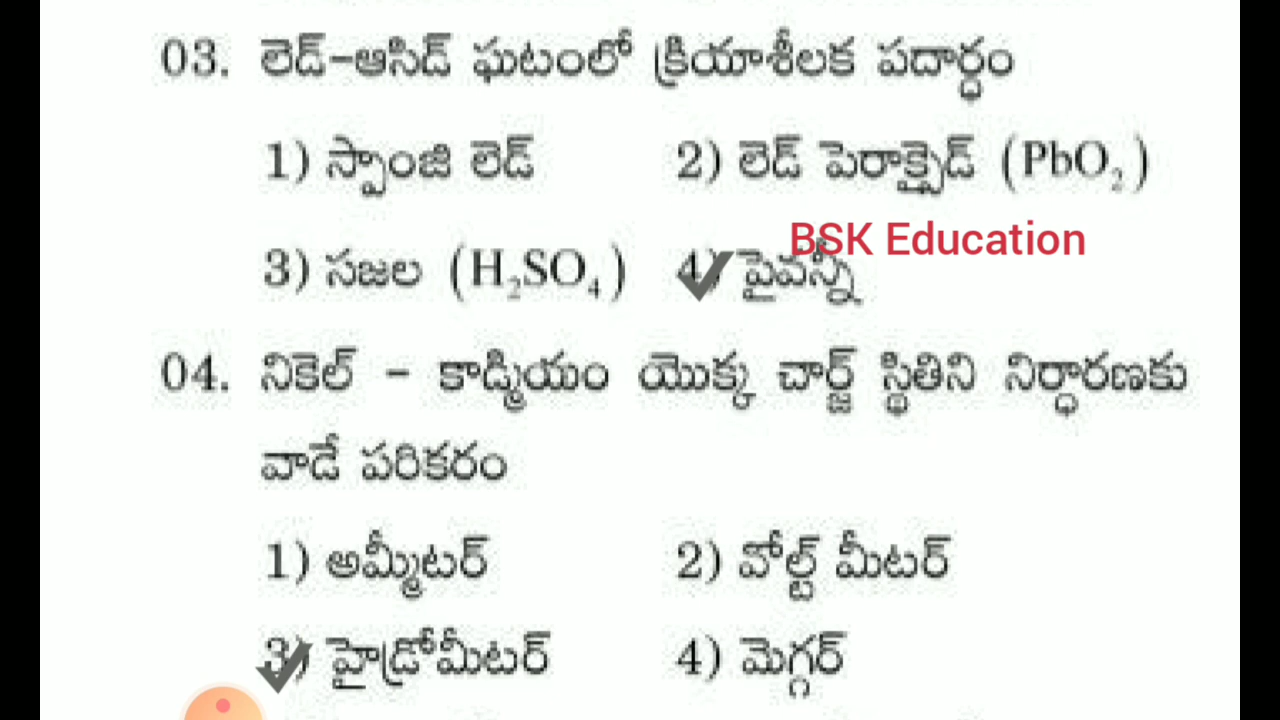 03. లెడ్-ఆసిడ్ ఘటంలో క్రియాశీలక పదార్ధం
1) స్పాంజి లెడ్ 2) లెడ్ పెరాక్సైడ్ (PbO₂)
BSK Education
3) సజల (H₂SO₄) 4) పైవన్నీ
04. నికెల్ - కాడ్మియం యొక్క చార్జ్ స్థితిని నిర్ధారణకు
వాడే పరికరం
1) అమ్మీటర్ 2) వోల్ట్ మీటర్
3) హైడ్రోమీటర్ 4) మెగ్గర్